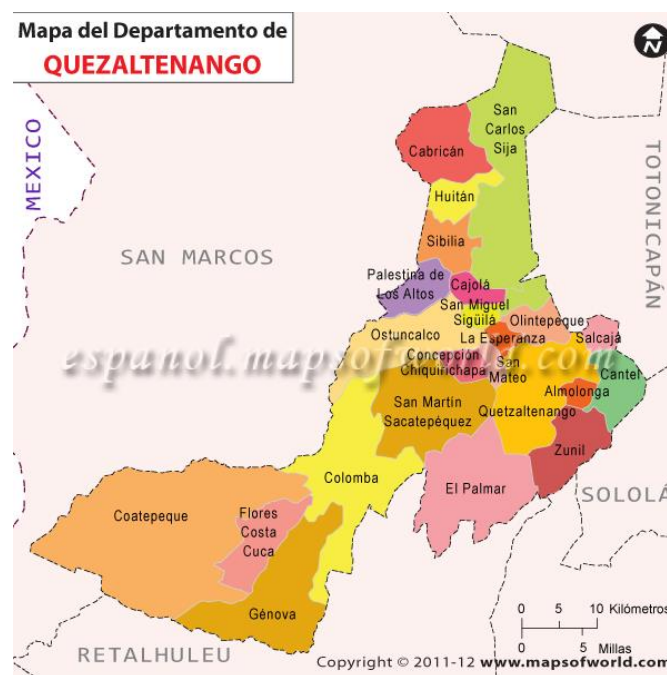 Mapa del Departamento de
QUEZALTENANGO
N
MEXICO
SAN MARCOS
TOTONICAPÁN
San
Carlos
Sija
Cabricán
Huitán
Sibilia
Palestina de
Los Altos
Cajolá
San Miguel
Sigüilá
Olintepeque
Ostuncalco
La Esperanza
Salcajá
espanol.mapsofworld.com
Concepción
Chiquirichapa
San
Mateo
Cantel
Almolonga
San Martín
Sacatepéquez
Quetzaltenango
Zunil
Colomba
El Palmar
SOLOLÁ
Coatepeque
Flores
Costa
Cuca
Génova
0 5 10 Kilómetros
0 5 Millas
RETALHULEU
Copyright © 2011-12 www.mapsofworld.com